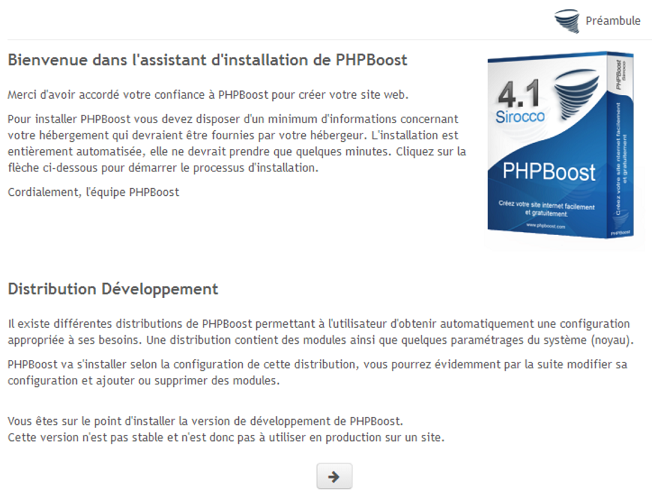 Préambule
Bienvenue dans l'assistant d'installation de PHPBoost
Merci d'avoir accordé votre confiance à PHPBoost pour créer votre site web.
Pour installer PHPBoost vous devez disposer d'un minimum d'informations concernant
votre hébergement qui devraient être fournies par votre hébergeur. L'installation est
entièrement automatisée, elle ne devrait prendre que quelques minutes. Cliquez sur la
flèche ci-dessous pour démarrer le processus d'installation.
Cordialement, l'équipe PHPBoost
4.1
Sirocco
PHPBoost
Créez votre site internet facilement
et gratuitement.
www.phpboost.com
PHPBoost
Sirocco
Créez votre site internet facilement
et gratuitement
PHPBoost
Distribution Développement
Il existe différentes distributions de PHPBoost permettant à l'utilisateur d'obtenir automatiquement une configuration
appropriée à ses besoins. Une distribution contient des modules ainsi que quelques paramétrages du système (noyau).
PHPBoost va s'installer selon la configuration de cette distribution, vous pourrez évidemment par la suite modifier sa
configuration et ajouter ou supprimer des modules.
Vous êtes sur le point d'installer la version de développement de PHPBoost.
Cette version n'est pas stable et n'est donc pas à utiliser en production sur un site.